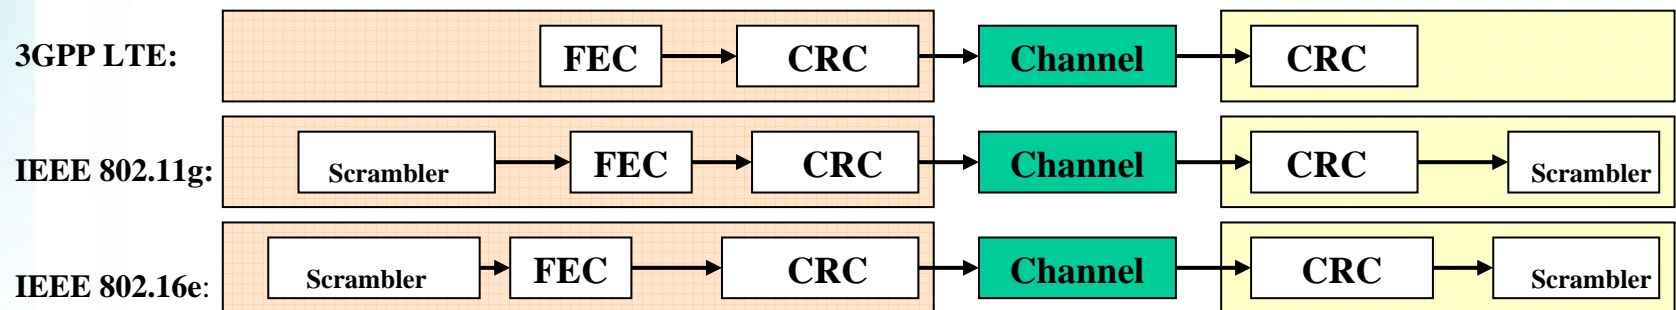 3GPP LTE: FEC CRC Channel CRC
IEEE 802.11g: Scrambler FEC CRC Channel CRC Scrambler
IEEE 802.16e: Scrambler FEC CRC Channel CRC Scrambler